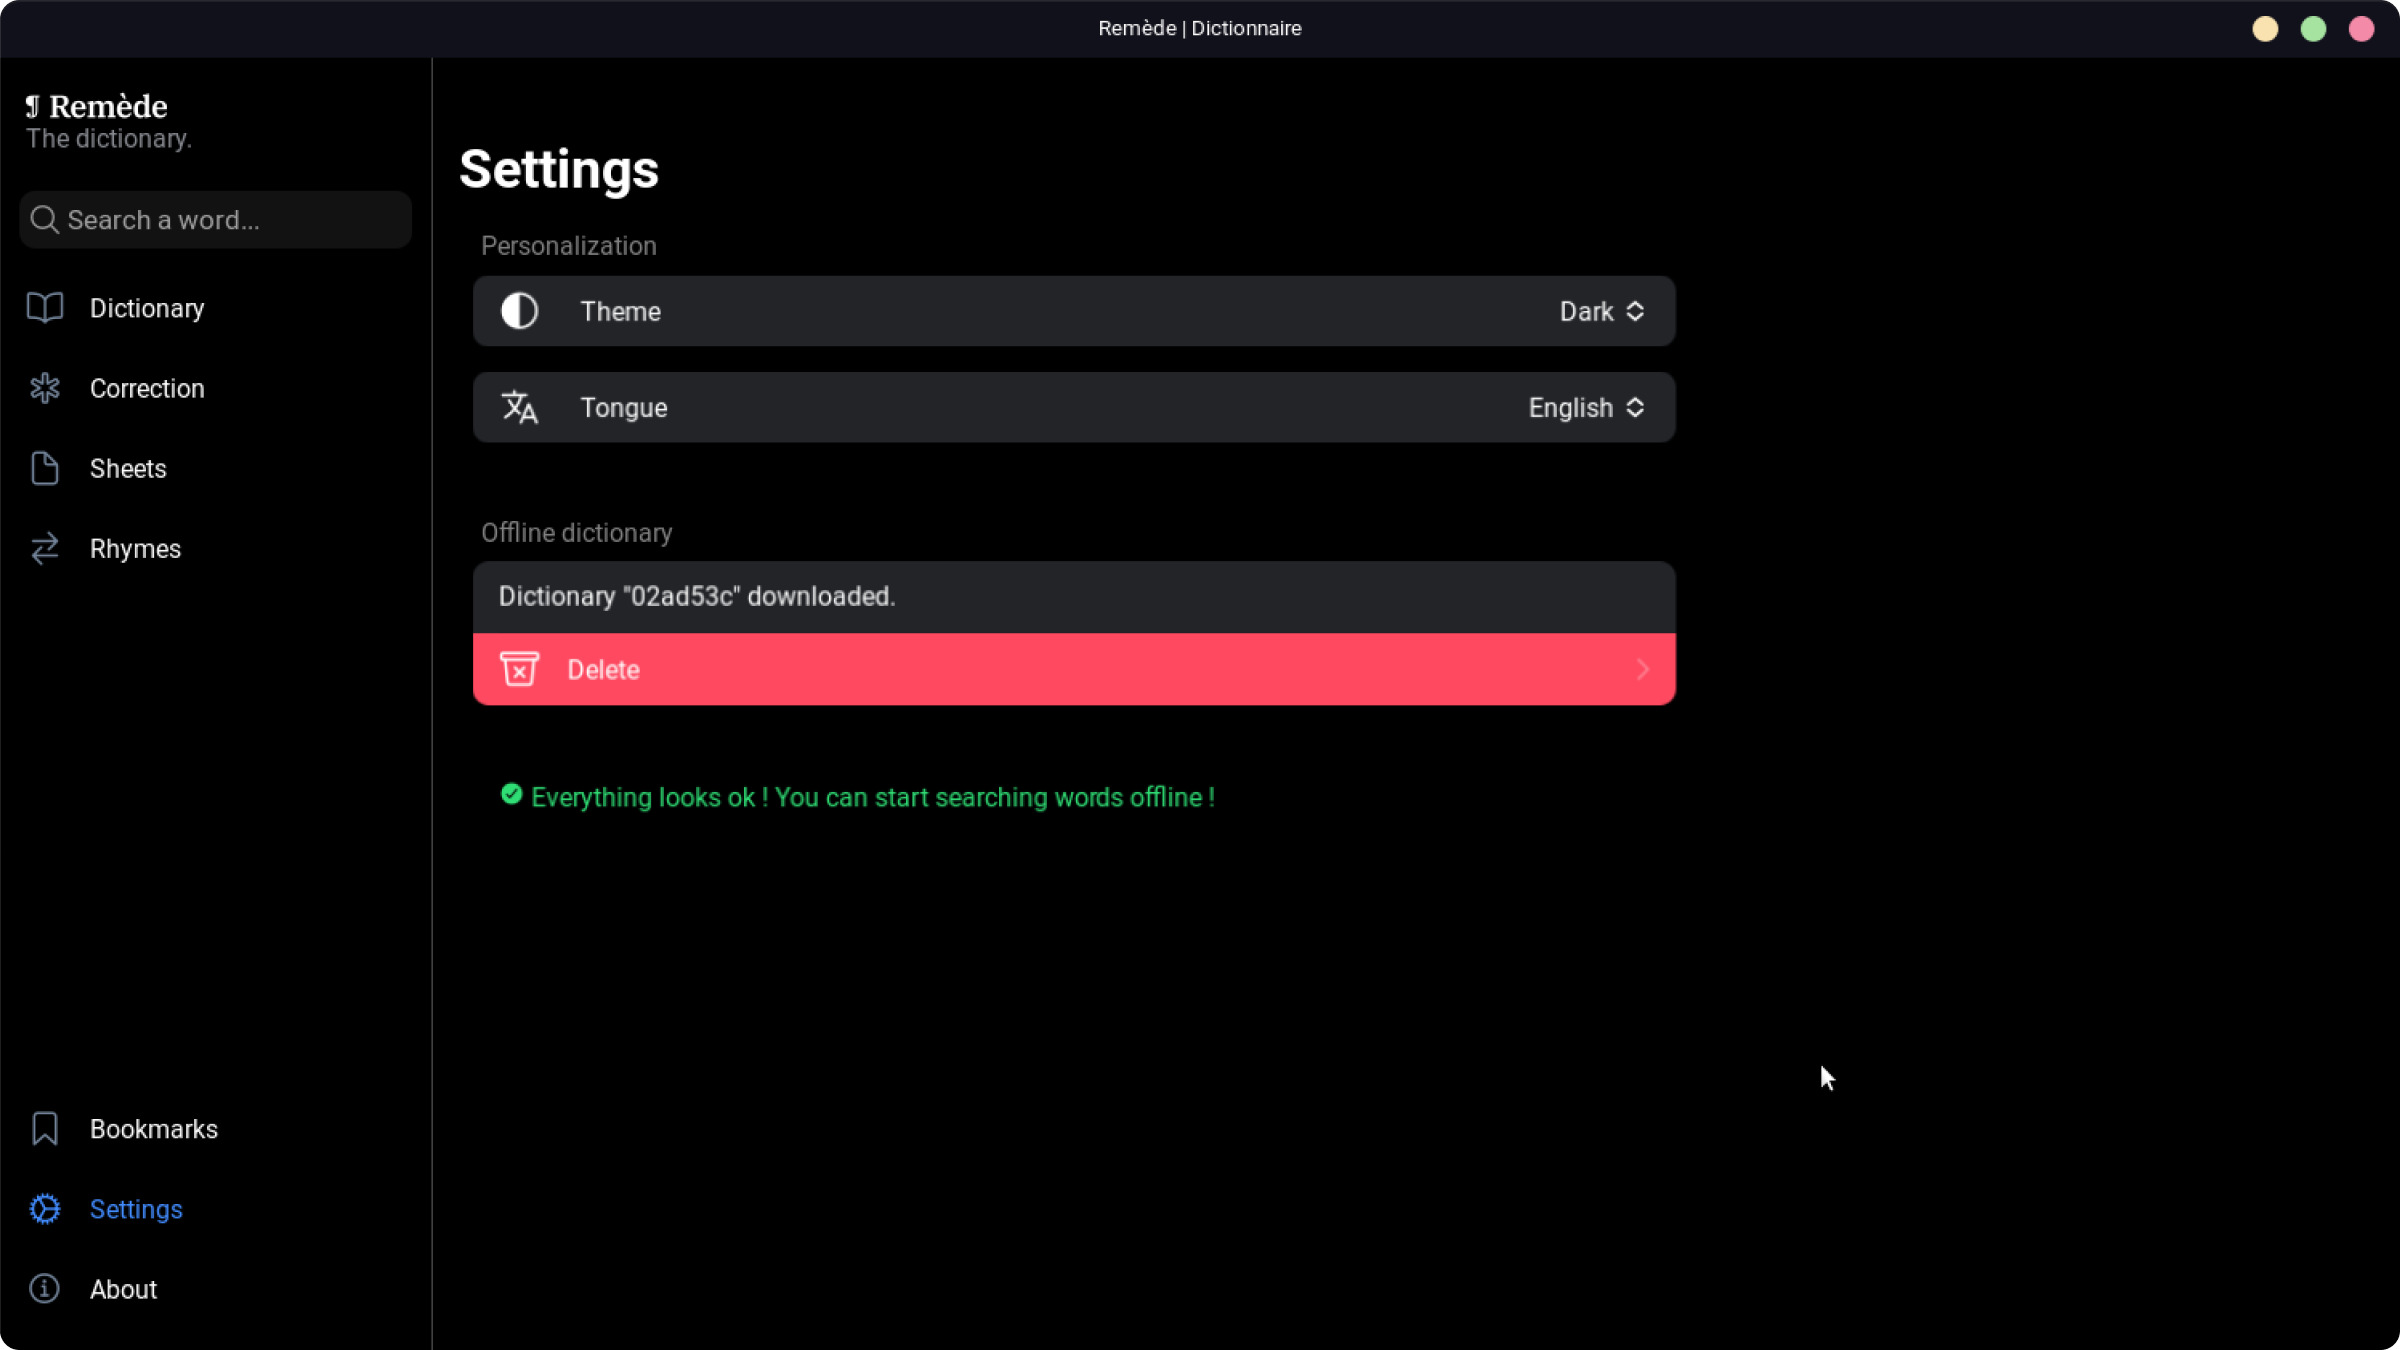 Remède | Dictionnaire
¶ Remède
The dictionary.
Search a word...
Dictionary
Correction
Sheets
Rhymes
Bookmarks
Settings
About
Settings
Personalization
Theme Dark
Tongue English
Offline dictionary
Dictionary "02ad53c" downloaded.
Delete
Everything looks ok ! You can start searching words offline !